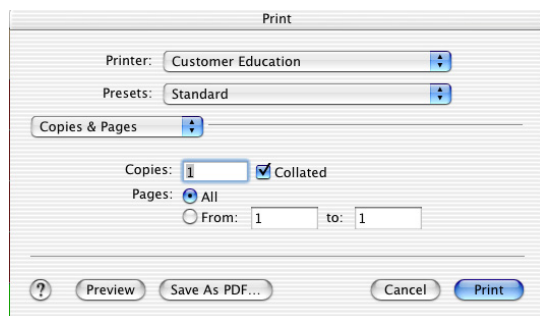 Print
Printer: Customer Education
Presets: Standard
Copies & Pages
Copies: 1 Collated
Pages: All
From: 1 to: 1
? Preview Save As PDF... Cancel Print